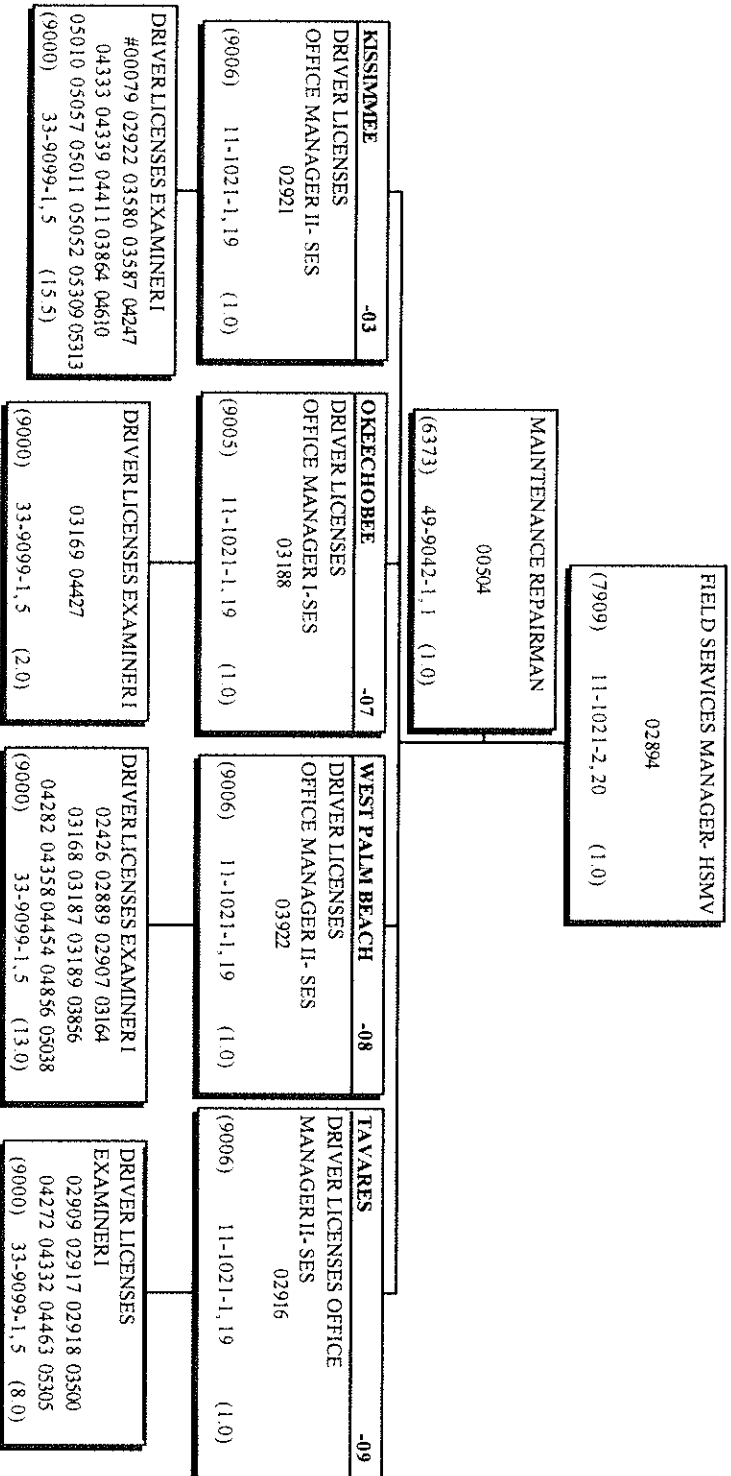 FIELD SERVICES MANAGER- HSMV
02894
(7909) 11-1021-2, 20 (1.0)
MAINTENANCE REPAIRMAN
00504
(6373) 49-9042-1, 1 (1.0)
KISSIMMEE -03
DRIVER LICENSES
OFFICE MANAGER II- SES
02921
(9006) 11-1021-1, 19 (1.0)
DRIVER LICENSES EXAMINER I
#00079 02922 03580 03587 04247
04333 04339 04411 03864 04610
05010 05057 05011 05052 05309 05313
(9000) 33-9099-1, 5 (15.5)
OKEECHOBEE -07
DRIVER LICENSES
OFFICE MANAGER I-SES
03188
(9005) 11-1021-1, 19 (1.0)
DRIVER LICENSES EXAMINER I
03169 04427
(9000) 33-9099-1, 5 (2.0)
WEST PALM BEACH -08
DRIVER LICENSES
OFFICE MANAGER II- SES
03922
(9006) 11-1021-1, 19 (1.0)
DRIVER LICENSES EXAMINER I
02426 02889 02907 03164
03168 03187 03189 03856
04282 04358 04454 04856 05038
(9000) 33-9099-1, 5 (13.0)
TAVARES -09
DRIVER LICENSES OFFICE
MANAGER II- SES
02916
(9006) 11-1021-1, 19 (1.0)
DRIVER LICENSES
EXAMINER I
02909 02917 02918 03500
04272 04332 04463 05305
(9000) 33-9099-1, 5 (8.0)